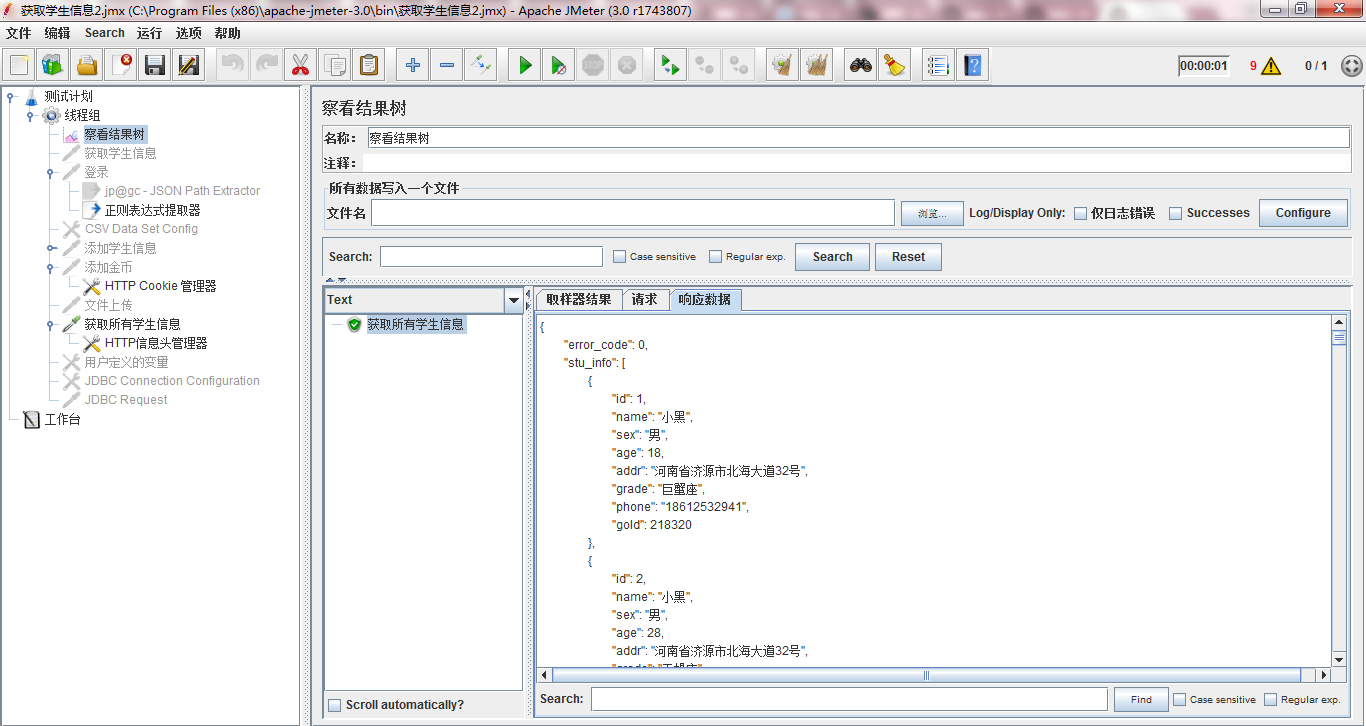 获取学生信息2.jmx (C:\Program Files (x86)\apache-jmeter-3.0\bin\获取学生信息2.jmx) - Apache JMeter (3.0 r1743807)
文件 编辑 Search 运行 选项 帮助
00:00:01 9 0 / 1
测试计划
线程组
察看结果树
获取学生信息
登录
jp@gc - JSON Path Extractor
正则表达式提取器
CSV Data Set Config
添加学生信息
添加金币
HTTP Cookie 管理器
文件上传
获取所有学生信息
HTTP信息头管理器
用户定义的变量
JDBC Connection Configuration
JDBC Request
工作台
察看结果树
名称： 察看结果树
注释：
所有数据写入一个文件
文件名 浏览... Log/Display Only: 仅日志错误 Successes Configure
Search: Case sensitive Regular exp. Search Reset
Text
获取所有学生信息
Scroll automatically?
取样器结果 请求 响应数据
{
"error_code": 0,
"stu_info": [
{
"id": 1,
"name": "小黑",
"sex": "男",
"age": 18,
"addr": "河南省济源市北海大道32号",
"grade": "巨蟹座",
"phone": "18612532941",
"gold": 218320
},
{
"id": 2,
"name": "小黑",
"sex": "男",
"age": 28,
"addr": "河南省济源市北海大道32号",
Search: Find Case sensitive Regular exp.